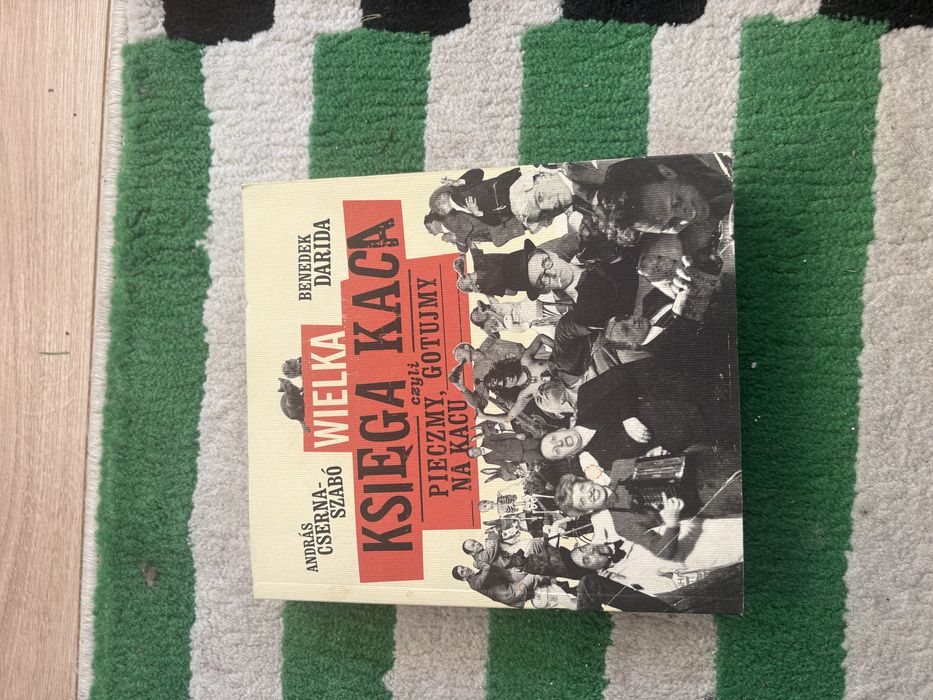 ANDRÁS
CSERNA-
SZABÓ
BENEDEK
DARIDA
WIELKA
KSIĘGA KACA
czyli
PIECZMY, GOTUJMY
NA KACU